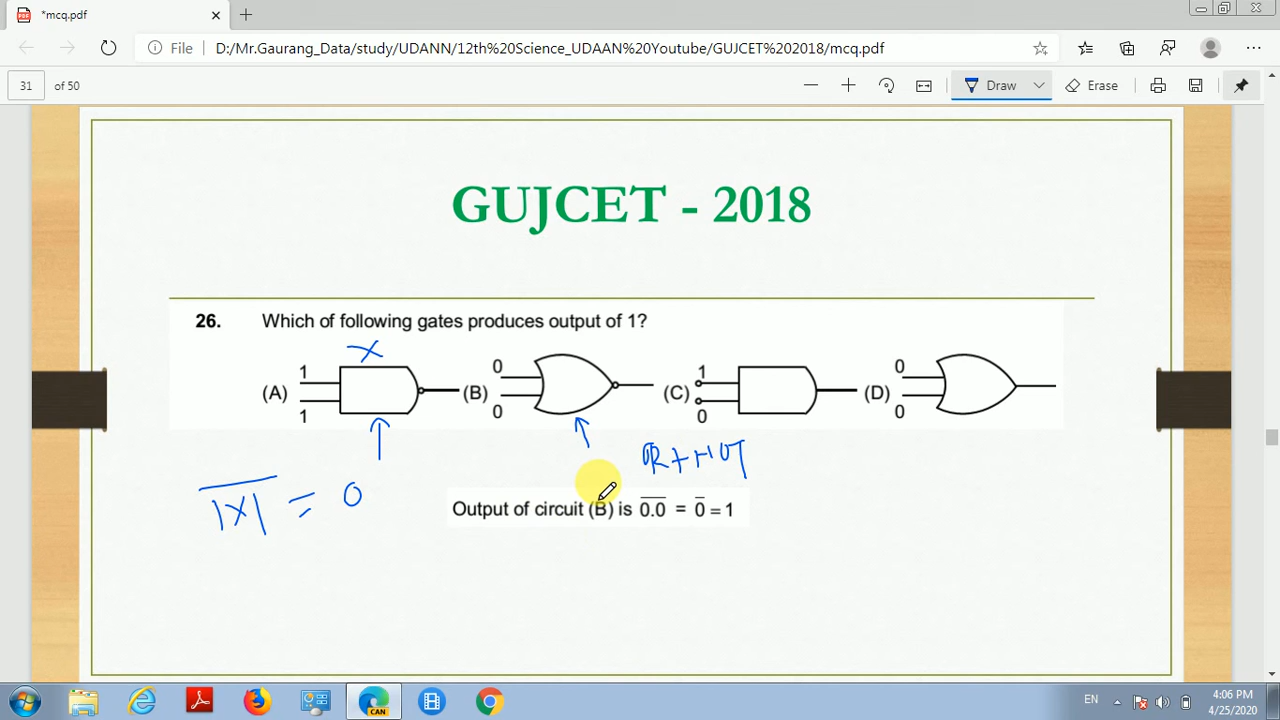 *mcq.pdf
File D:/Mr.Gaurang_Data/study/UDANN/12th%20Science_UDAAN%20Youtube/GUJCET%202018/mcq.pdf
31 of 50
Draw
Erase
GUJCET - 2018
26. Which of following gates produces output of 1?
X
(A) 1 1 (B) 0 0 (C) 1 0 (D) 0 0
OR+NOT
1X1 = 0
Output of circuit (B) is 0.0 = 0 = 1
CAN
EN
4:06 PM
4/25/2020